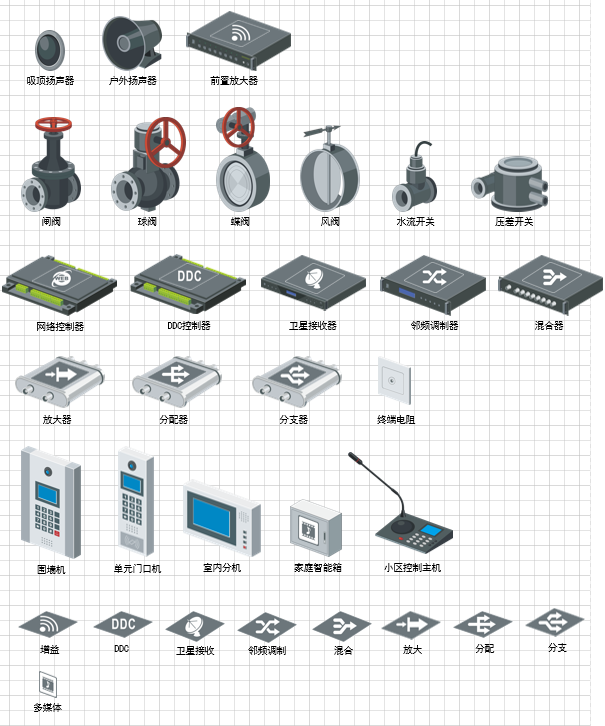 吸顶扬声器 户外扬声器 前置放大器
闸阀 球阀 蝶阀 风阀 水流开关 压差开关
WEB DDC
网络控制器 DDC控制器 卫星接收器 邻频调制器 混合器
放大器 分配器 分支器 终端电阻
围墙机 单元门口机 室内分机 家庭智能箱 小区控制主机
DDC
增益 DDC 卫星接收 邻频调制 混合 放大 分配 分支
多媒体